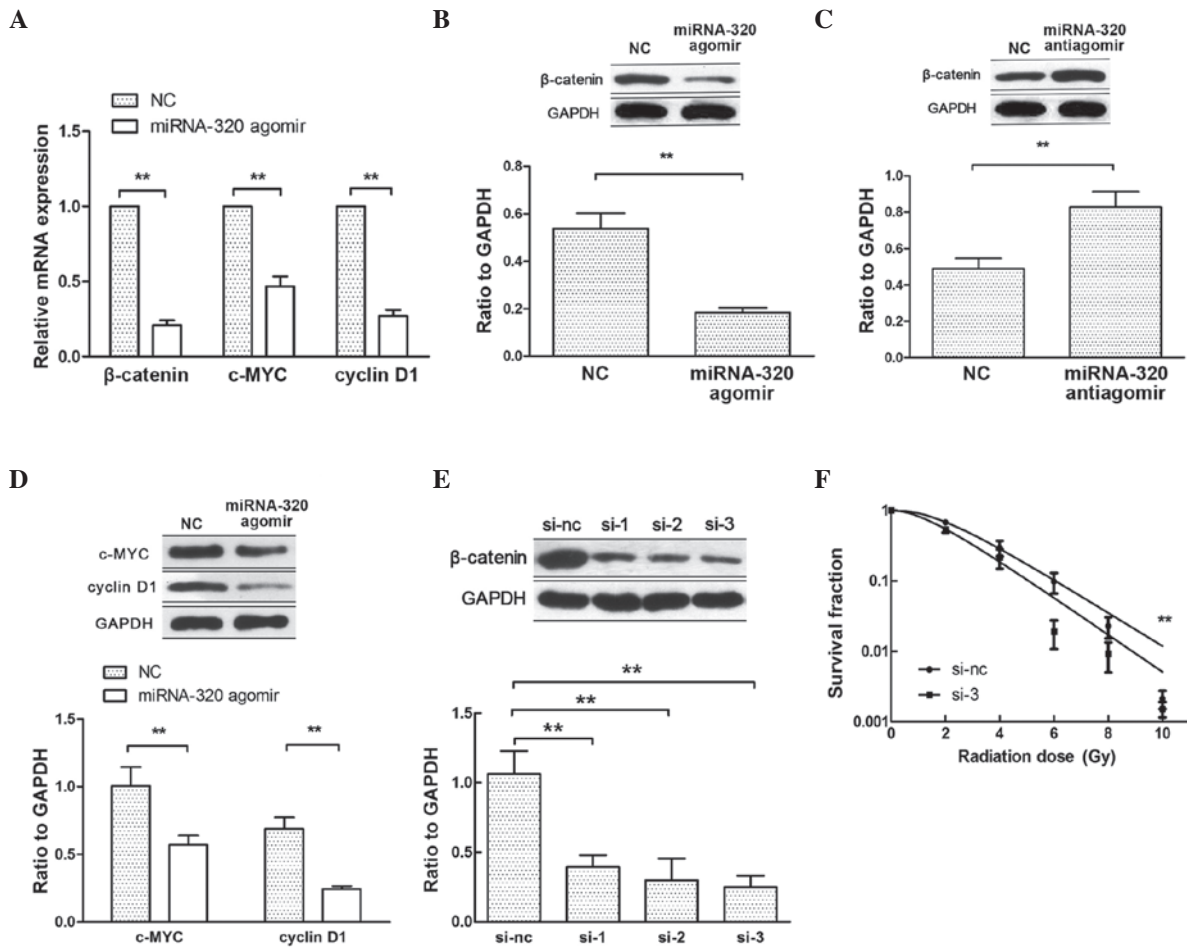 A
NC
miRNA-320 agomir
Relative mRNA expression
1.5
1.0
0.5
0.0
**
**
**
β-catenin
c-MYC
cyclin D1
B
NC
miRNA-320
agomir
β-catenin
GAPDH
Ratio to GAPDH
0.8
0.6
0.4
0.2
0.0
**
NC
miRNA-320
agomir
C
NC
miRNA-320
antiagomir
β-catenin
GAPDH
Ratio to GAPDH
1.0
0.8
0.6
0.4
0.2
0.0
**
NC
miRNA-320
antiagomir
D
NC
miRNA-320
agomir
c-MYC
cyclin D1
GAPDH
NC
miRNA-320 agomir
Ratio to GAPDH
1.5
1.0
0.5
0.0
**
**
c-MYC
cyclin D1
E
si-nc
si-1
si-2
si-3
β-catenin
GAPDH
Ratio to GAPDH
1.5
1.0
0.5
0.0
**
**
**
si-nc
si-1
si-2
si-3
F
Survival fraction
1
0.1
0.01
0.001
**
si-nc
si-3
0
2
4
6
8
10
Radiation dose (Gy)